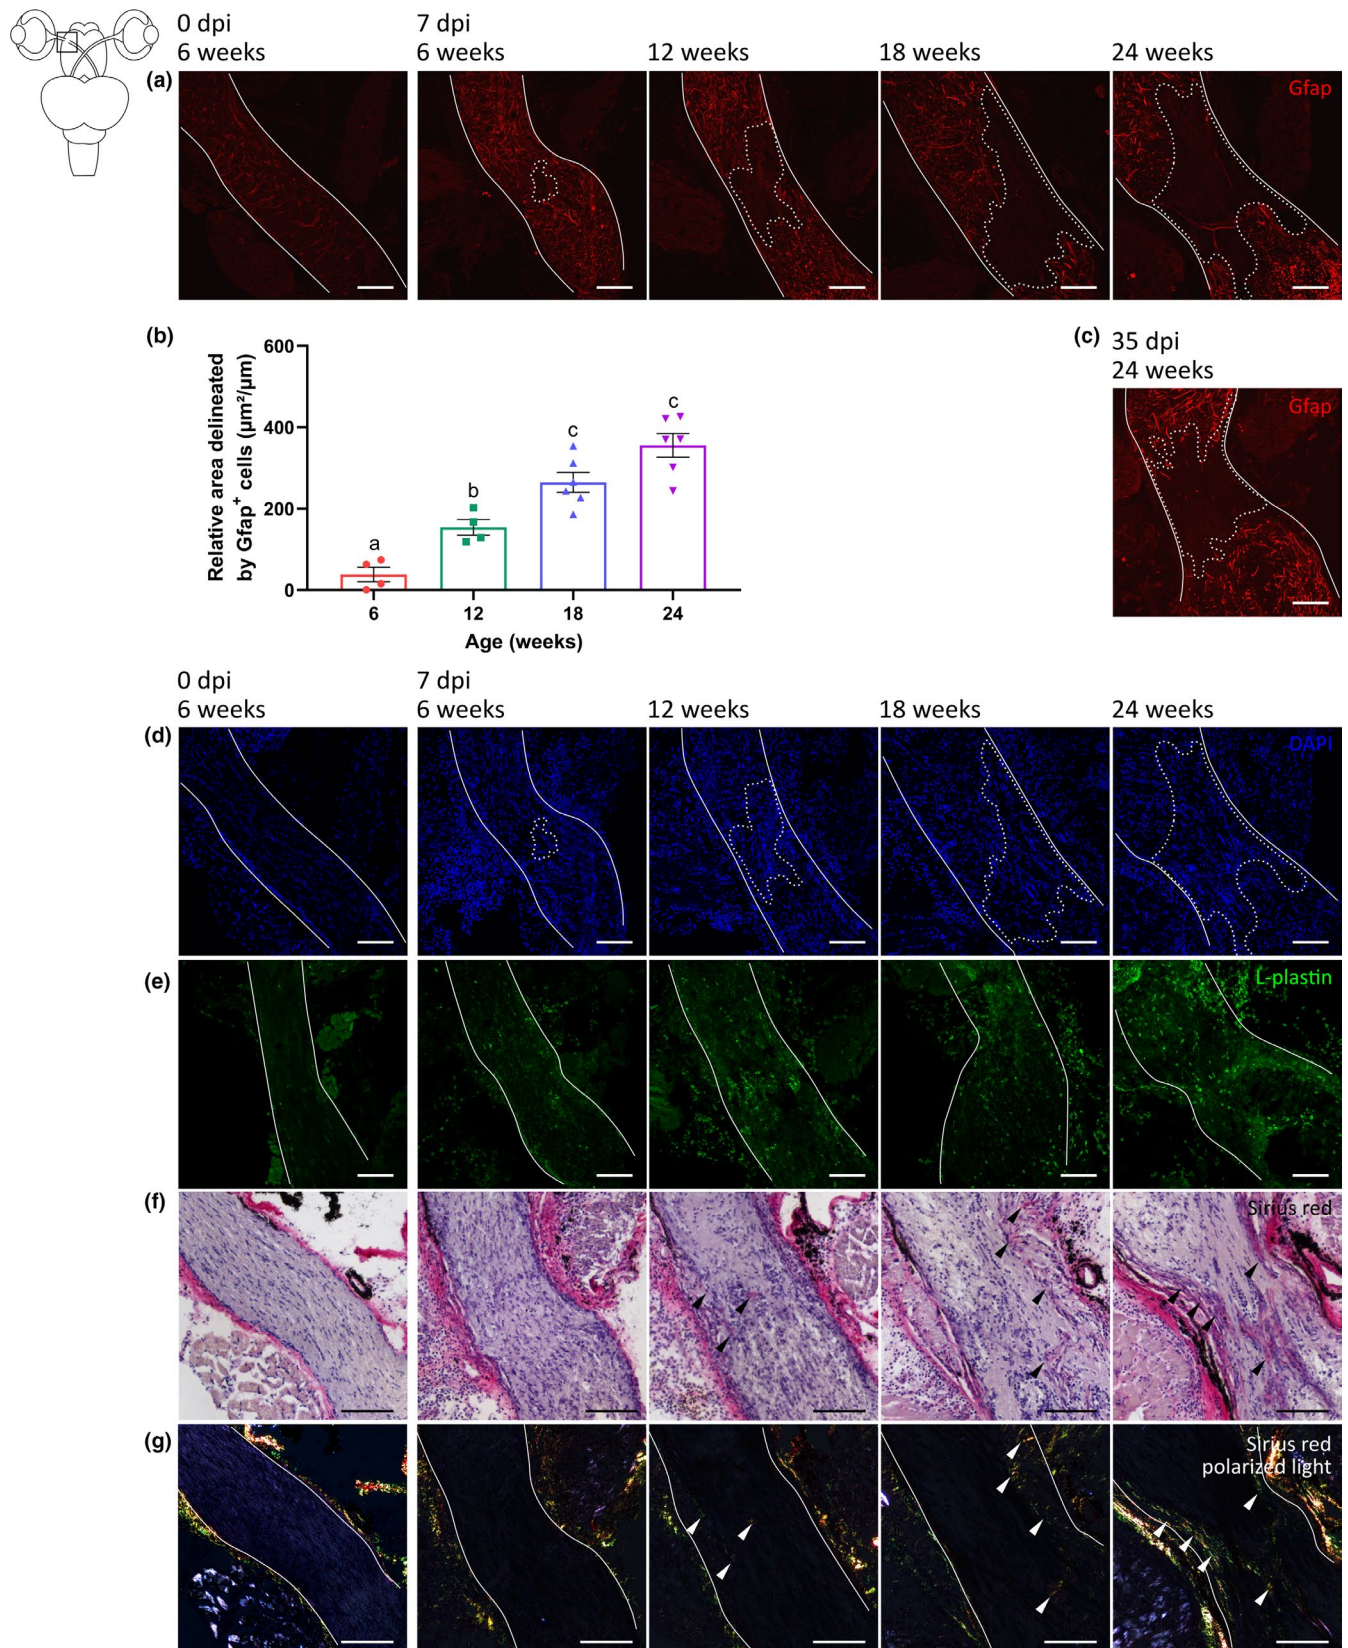 0 dpi
6 weeks
7 dpi
6 weeks
12 weeks
18 weeks
24 weeks
(a)
Gfap
(b)
Relative area delineated
by Gfap+ cells (µm²/µm)
600
400
200
0
a
b
c
c
6
12
18
24
Age (weeks)
(c)
35 dpi
24 weeks
Gfap
0 dpi
6 weeks
7 dpi
6 weeks
12 weeks
18 weeks
24 weeks
(d)
DAPI
(e)
L-plastin
(f)
Sirius red
(g)
Sirius red
polarized light